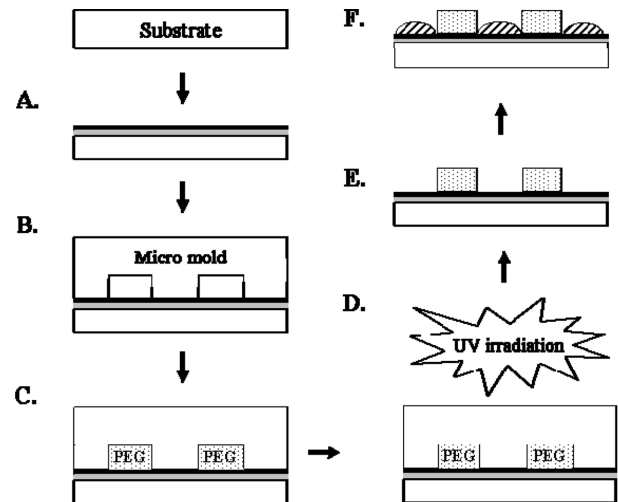 Substrate
A.
B.
Micro mold
C.
PEG PEG
D.
UV irradiation
PEG PEG
E.
F.